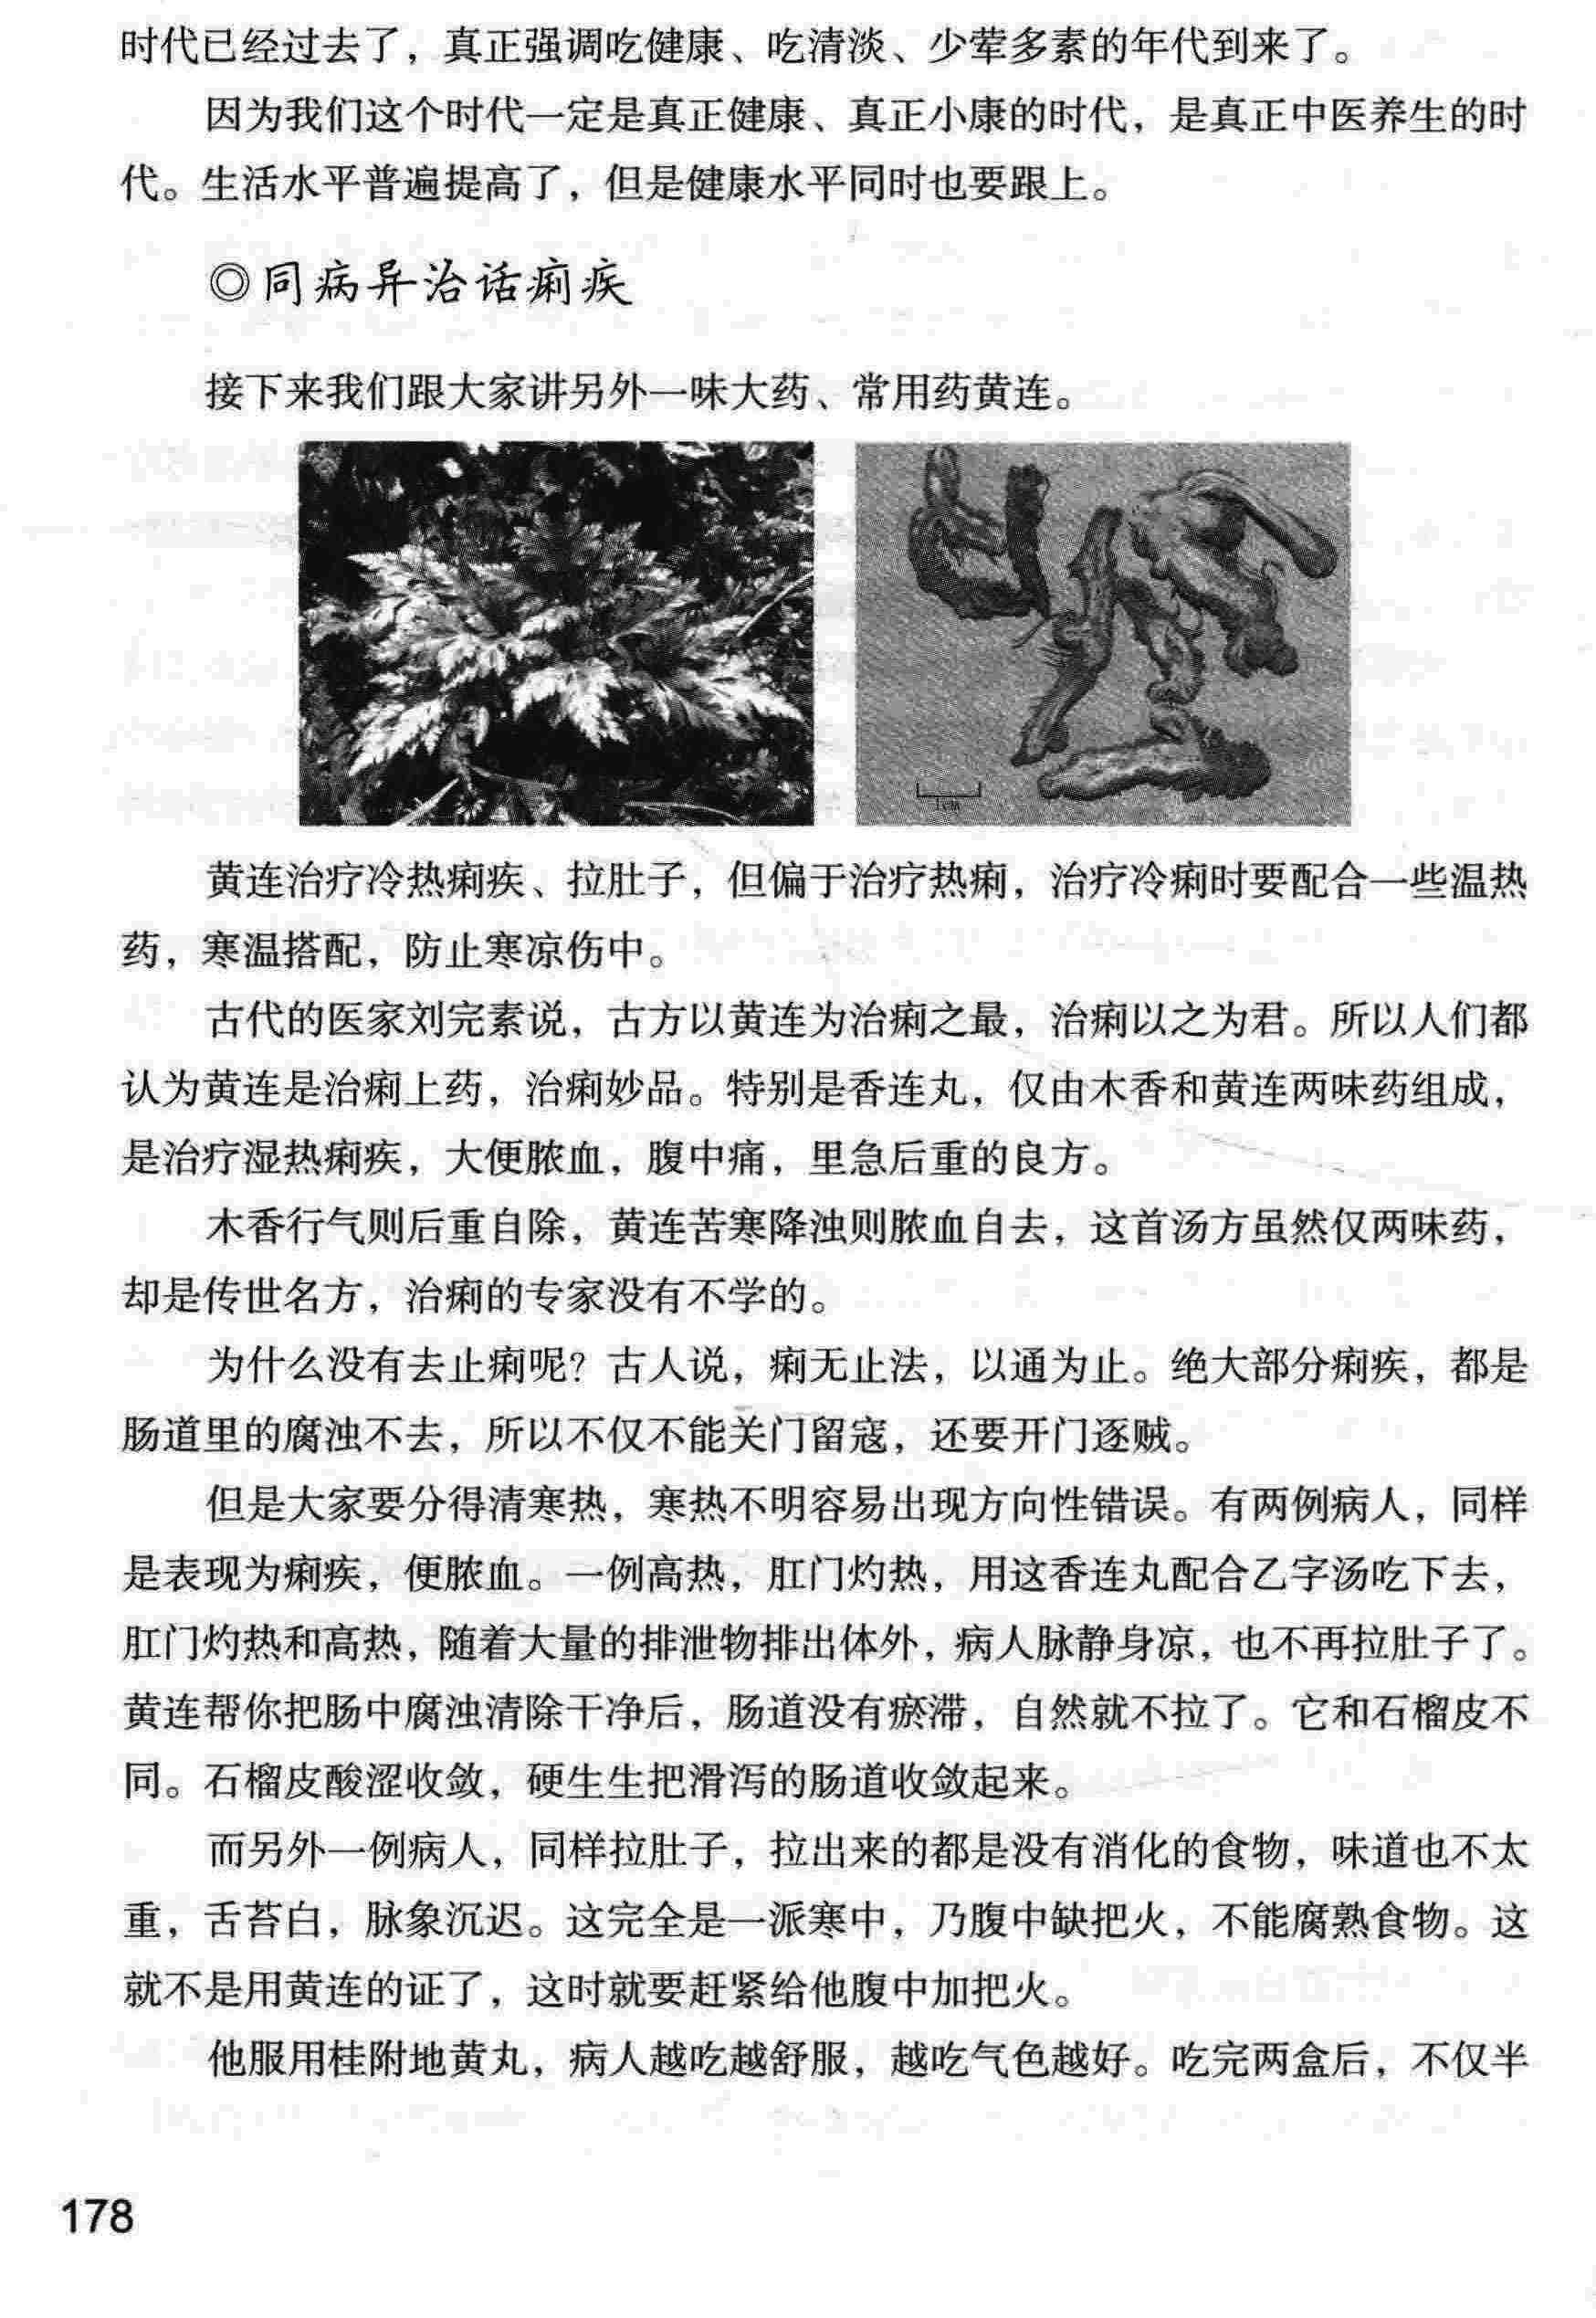 时代已经过去了，真正强调吃健康、吃清淡、少荤多素的年代到来了。
因为我们这个时代一定是真正健康、真正小康的时代，是真正中医养生的时
代。生活水平普遍提高了，但是健康水平同时也要跟上。
◎同病异治话痢疾
接下来我们跟大家讲另外一味大药、常用药黄连。
1cm
黄连治疗冷热痢疾、拉肚子，但偏于治疗热痢，治疗冷痢时要配合一些温热
药，寒温搭配，防止寒凉伤中。
古代的医家刘完素说，古方以黄连为治痢之最，治痢以之为君。所以人们都
认为黄连是治痢上药，治痢妙品。特别是香连丸，仅由木香和黄连两味药组成，
是治疗湿热痢疾，大便脓血，腹中痛，里急后重的良方。
木香行气则后重自除，黄连苦寒降浊则脓血自去，这首汤方虽然仅两味药，
却是传世名方，治痢的专家没有不学的。
为什么没有去止痢呢？古人说，痢无止法，以通为止。绝大部分痢疾，都是
肠道里的腐浊不去，所以不仅不能关门留寇，还要开门逐贼。
但是大家要分得清寒热，寒热不明容易出现方向性错误。有两例病人，同样
是表现为痢疾，便脓血。一例高热，肛门灼热，用这香连丸配合乙字汤吃下去，
肛门灼热和高热，随着大量的排泄物排出体外，病人脉静身凉，也不再拉肚子了。
黄连帮你把肠中腐浊清除干净后，肠道没有瘀滞，自然就不拉了。它和石榴皮不
同。石榴皮酸涩收敛，硬生生把滑泻的肠道收敛起来。
而另外一例病人，同样拉肚子，拉出来的都是没有消化的食物，味道也不太
重，舌苔白，脉象沉迟。这完全是一派寒中，乃腹中缺把火，不能腐熟食物。这
就不是用黄连的证了，这时就要赶紧给他腹中加把火。
他服用桂附地黄丸，病人越吃越舒服，越吃气色越好。吃完两盒后，不仅半
178